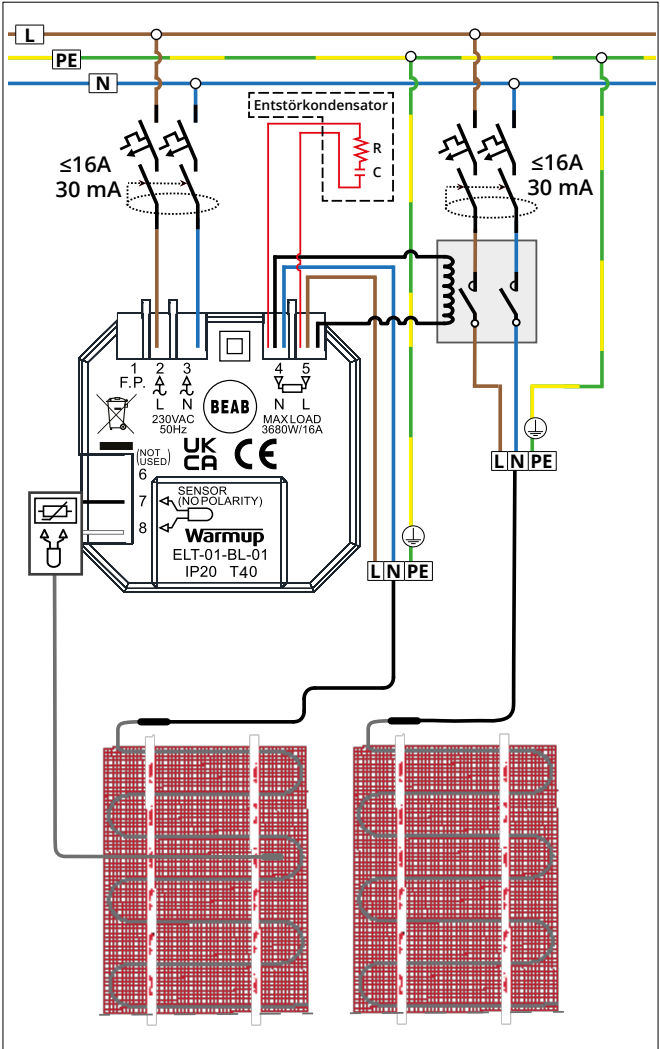 L
PE
N
Entstörkondensator
R
C
≤16A
30 mA
≤16A
30 mA
1 2 3 4 5
F.P.
L N N L
230VAC
50Hz
BEAB
MAX LOAD
3680W/16A
UK
CA
CE
(NOT
USED)
6
7
8
SENSOR
(NO POLARITY)
Warmup
ELT-01-BL-01
IP20 T40
L N PE
L N PE